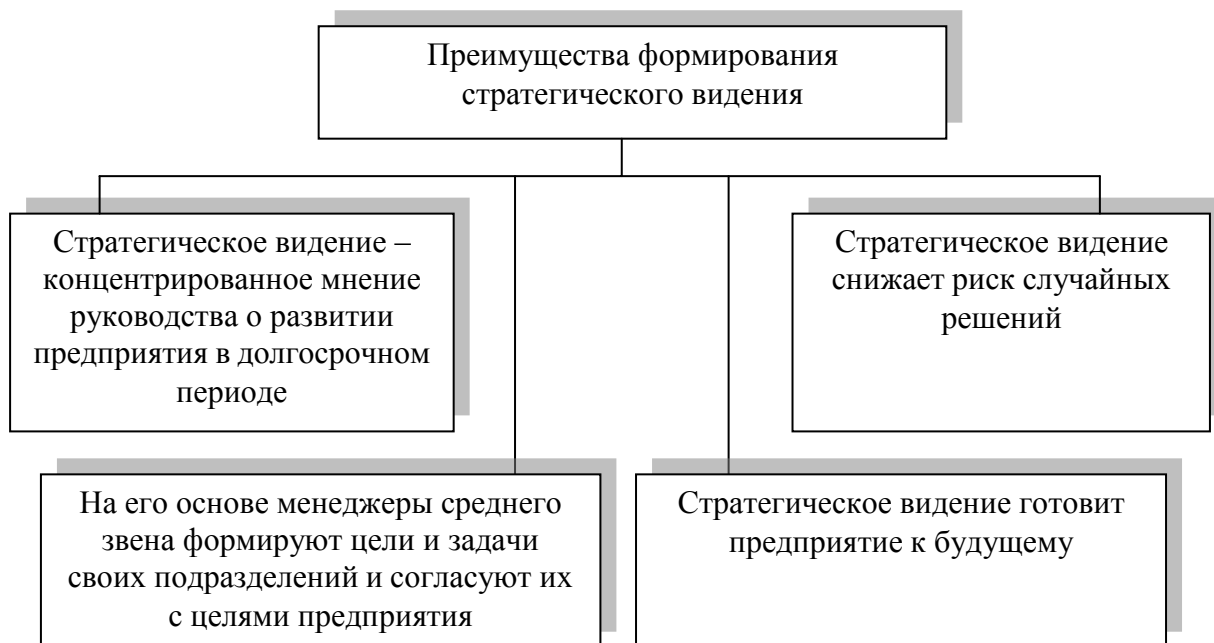 Преимущества формирования
стратегического видения
Стратегическое видение –
концентрированное мнение
руководства о развитии
предприятия в долгосрочном
периоде
Стратегическое видение
снижает риск случайных
решений
На его основе менеджеры среднего
звена формируют цели и задачи
своих подразделений и согласуют их
с целями предприятия
Стратегическое видение готовит
предприятие к будущему